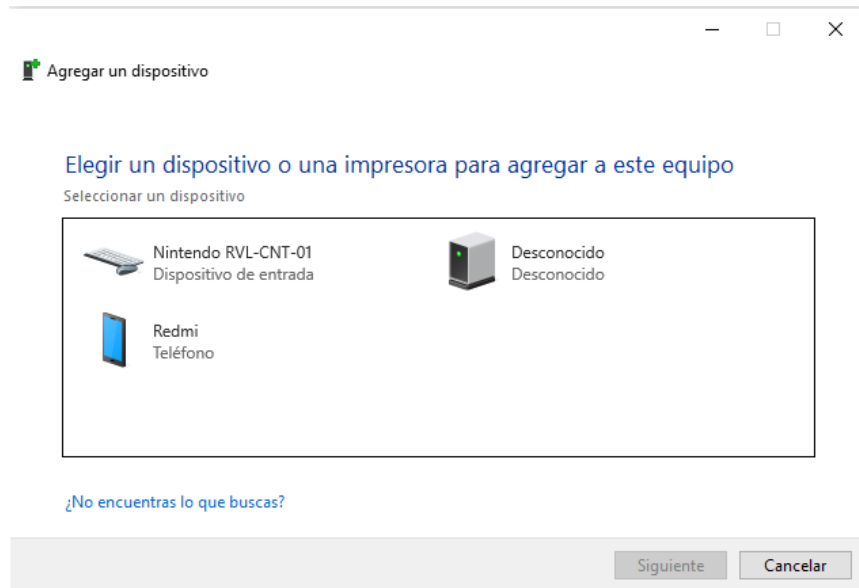 Agregar un dispositivo
Elegir un dispositivo o una impresora para agregar a este equipo
Seleccionar un dispositivo
Nintendo RVL-CNT-01
Dispositivo de entrada
Desconocido
Desconocido
Redmi
Teléfono
¿No encuentras lo que buscas?
Siguiente
Cancelar